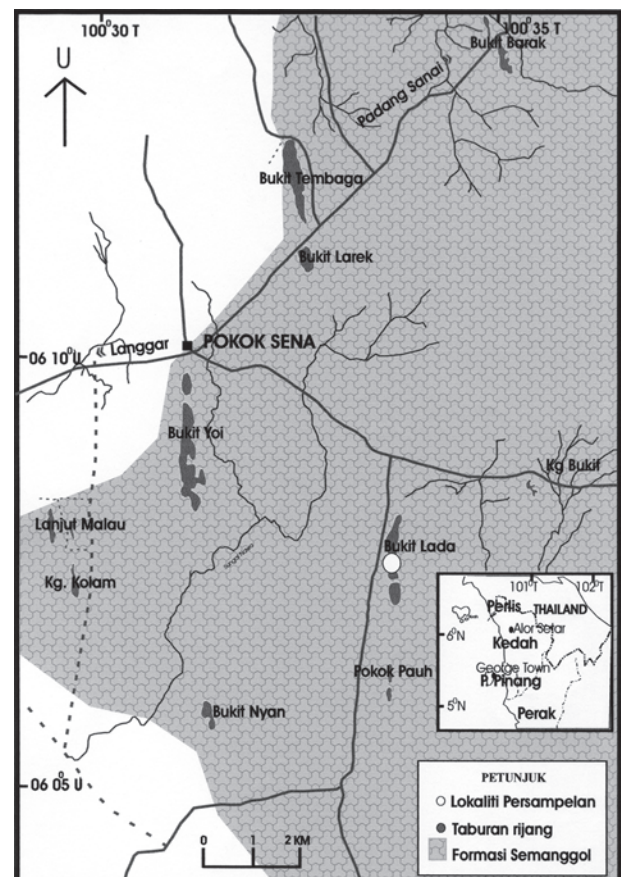 100°30 T
100°35 T
Bukit Barak
U
Padang Sanai »
Bukit Tembaga
Bukit Larek
« Langgar
POKOK SENA
06°10 U
Bukit Yoi
Kg Bukit
Lanjut Malau
Bukit Lada
Kg. Kolam
101°T
102°T
Perlis
THAILAND
Alor Setar
6°N
Kedah
George Town
P. Pinang
5°N
Perak
Pokok Pauh
Bukit Nyan
06°05 U
PETUNJUK
Lokaliti Persampelan
Taburan rijang
Formasi Semanggol
0 1 2 KM